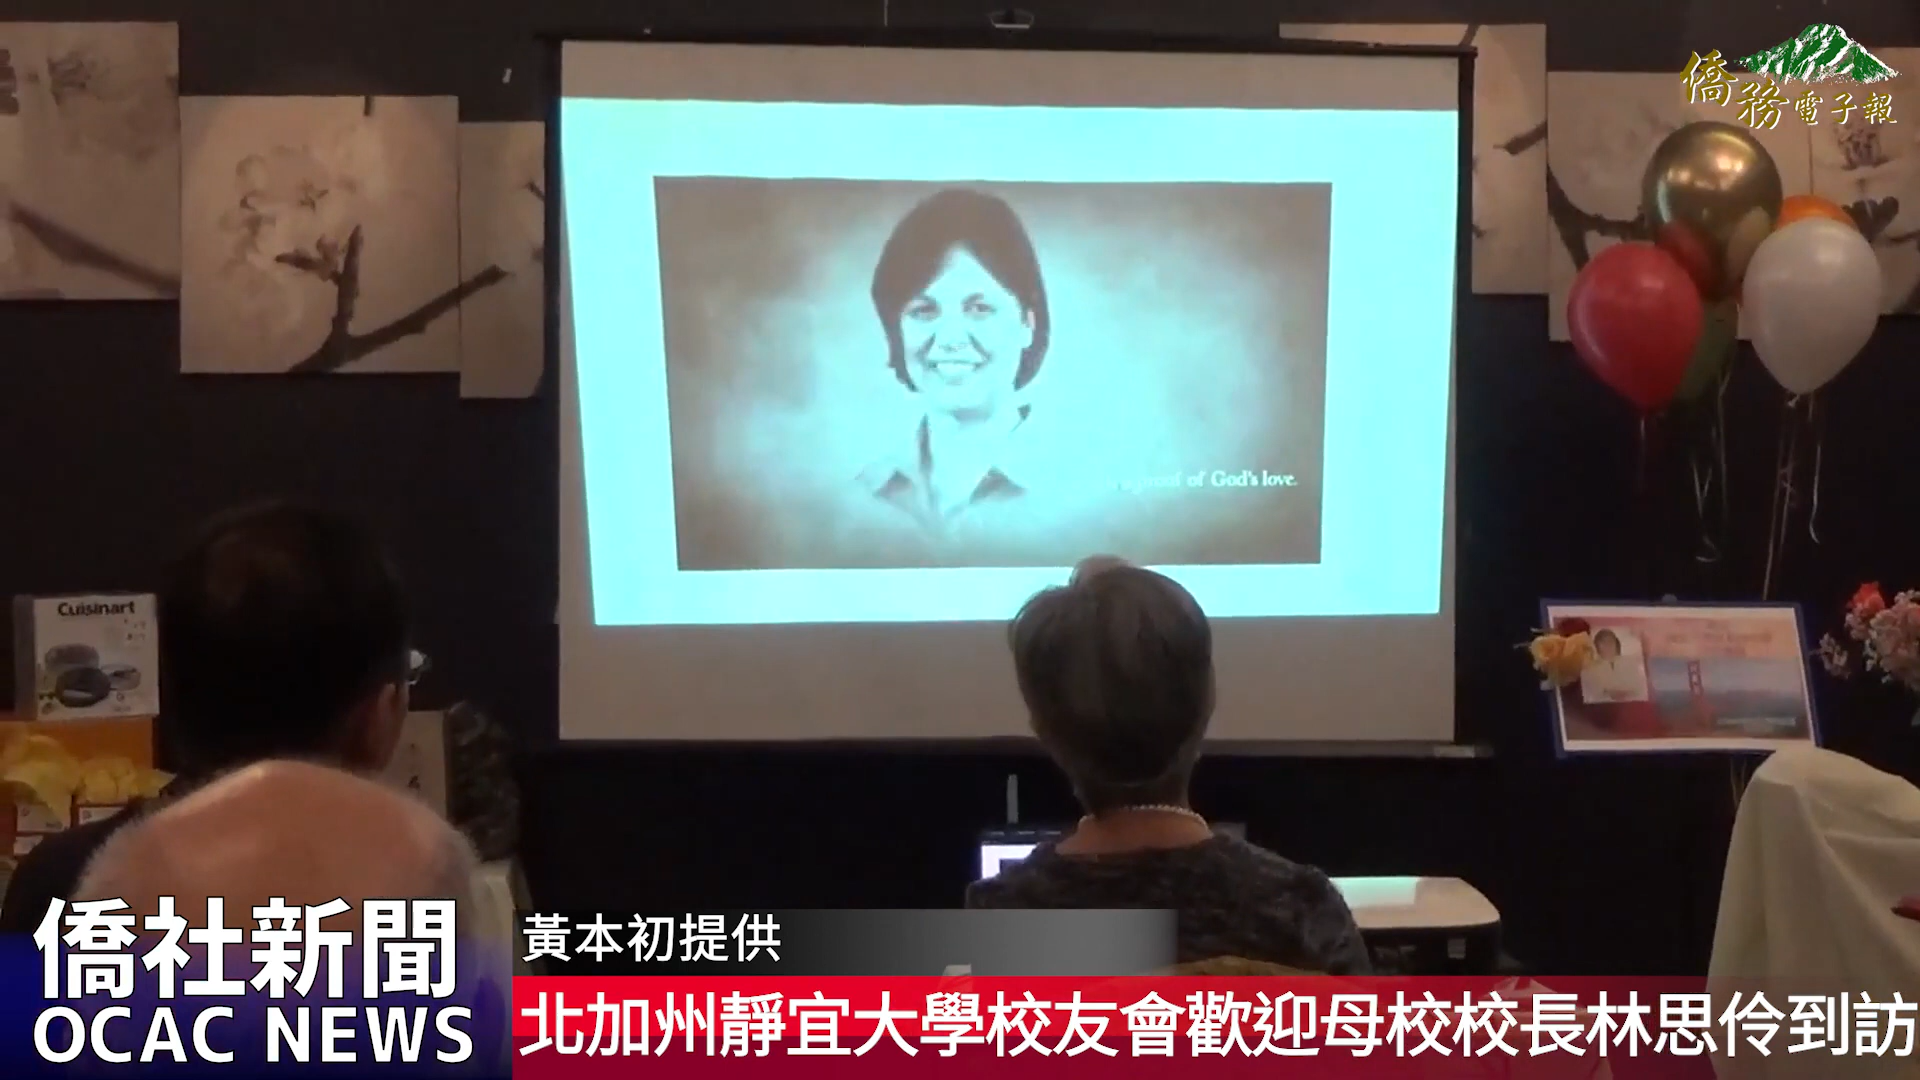 僑務電子報
of God's love.
Cuisinart
黃本初提供
僑社新聞
OCAC NEWS
北加州靜宜大學校友會歡迎母校校長林思伶到訪